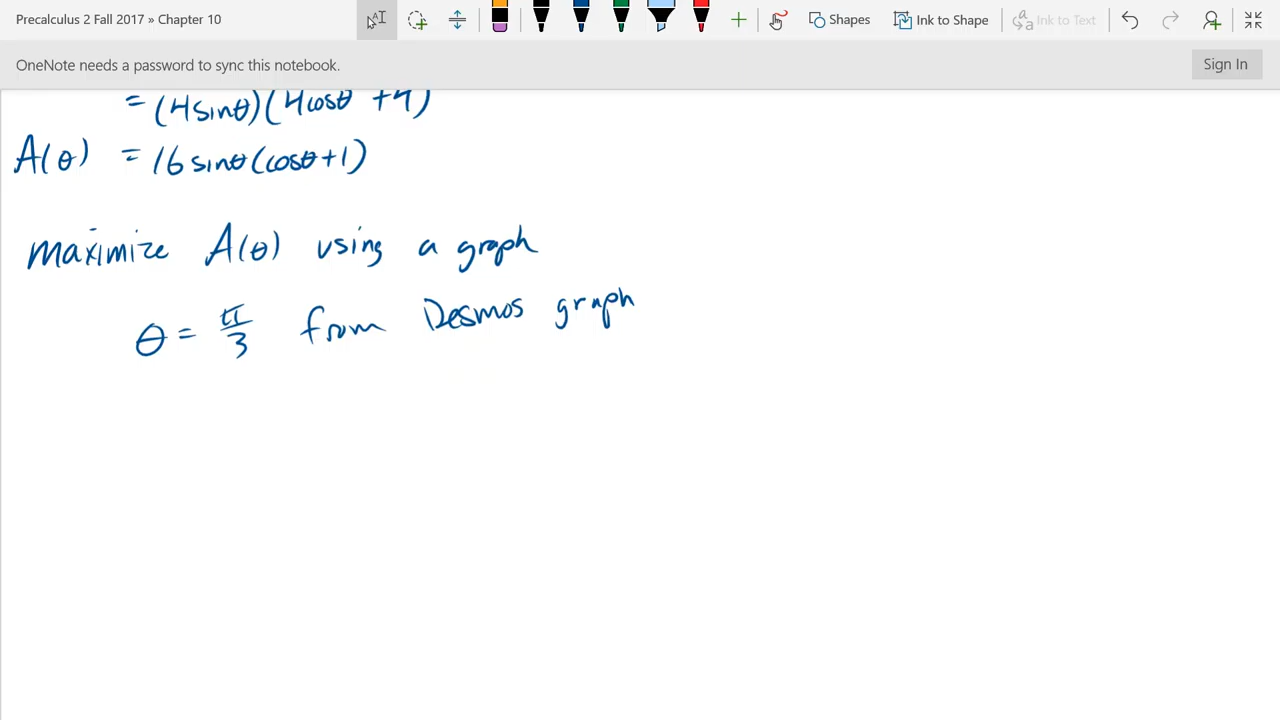 Precalculus 2 Fall 2017 » Chapter 10
Shapes
Ink to Shape
Ink to Text
OneNote needs a password to sync this notebook.
Sign In
= (4sinθ)(4cosθ +4)
A(θ) = 16 sinθ(cosθ+1)
maximize A(θ) using a graph
θ = π/3 from Desmos graph